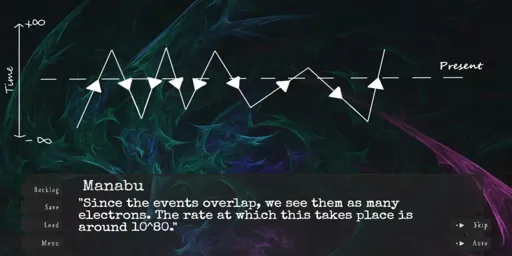 +∞
Time
Present
- ∞
Manabu
"Since the events overlap, we see them as many
electrons. The rate at which this takes place is
around 10^80."
Backlog
Save
Load
Menu
Skip
Auto